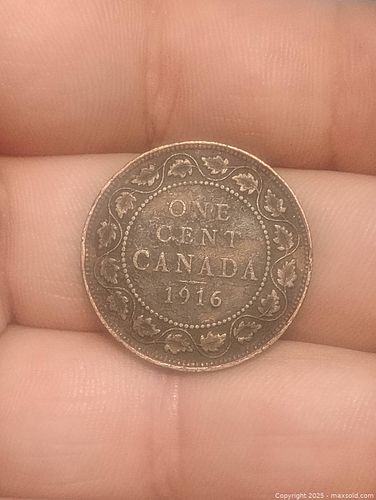 ONE
CENT
CANADA
1916
Copyright 2025 - maxsold.com